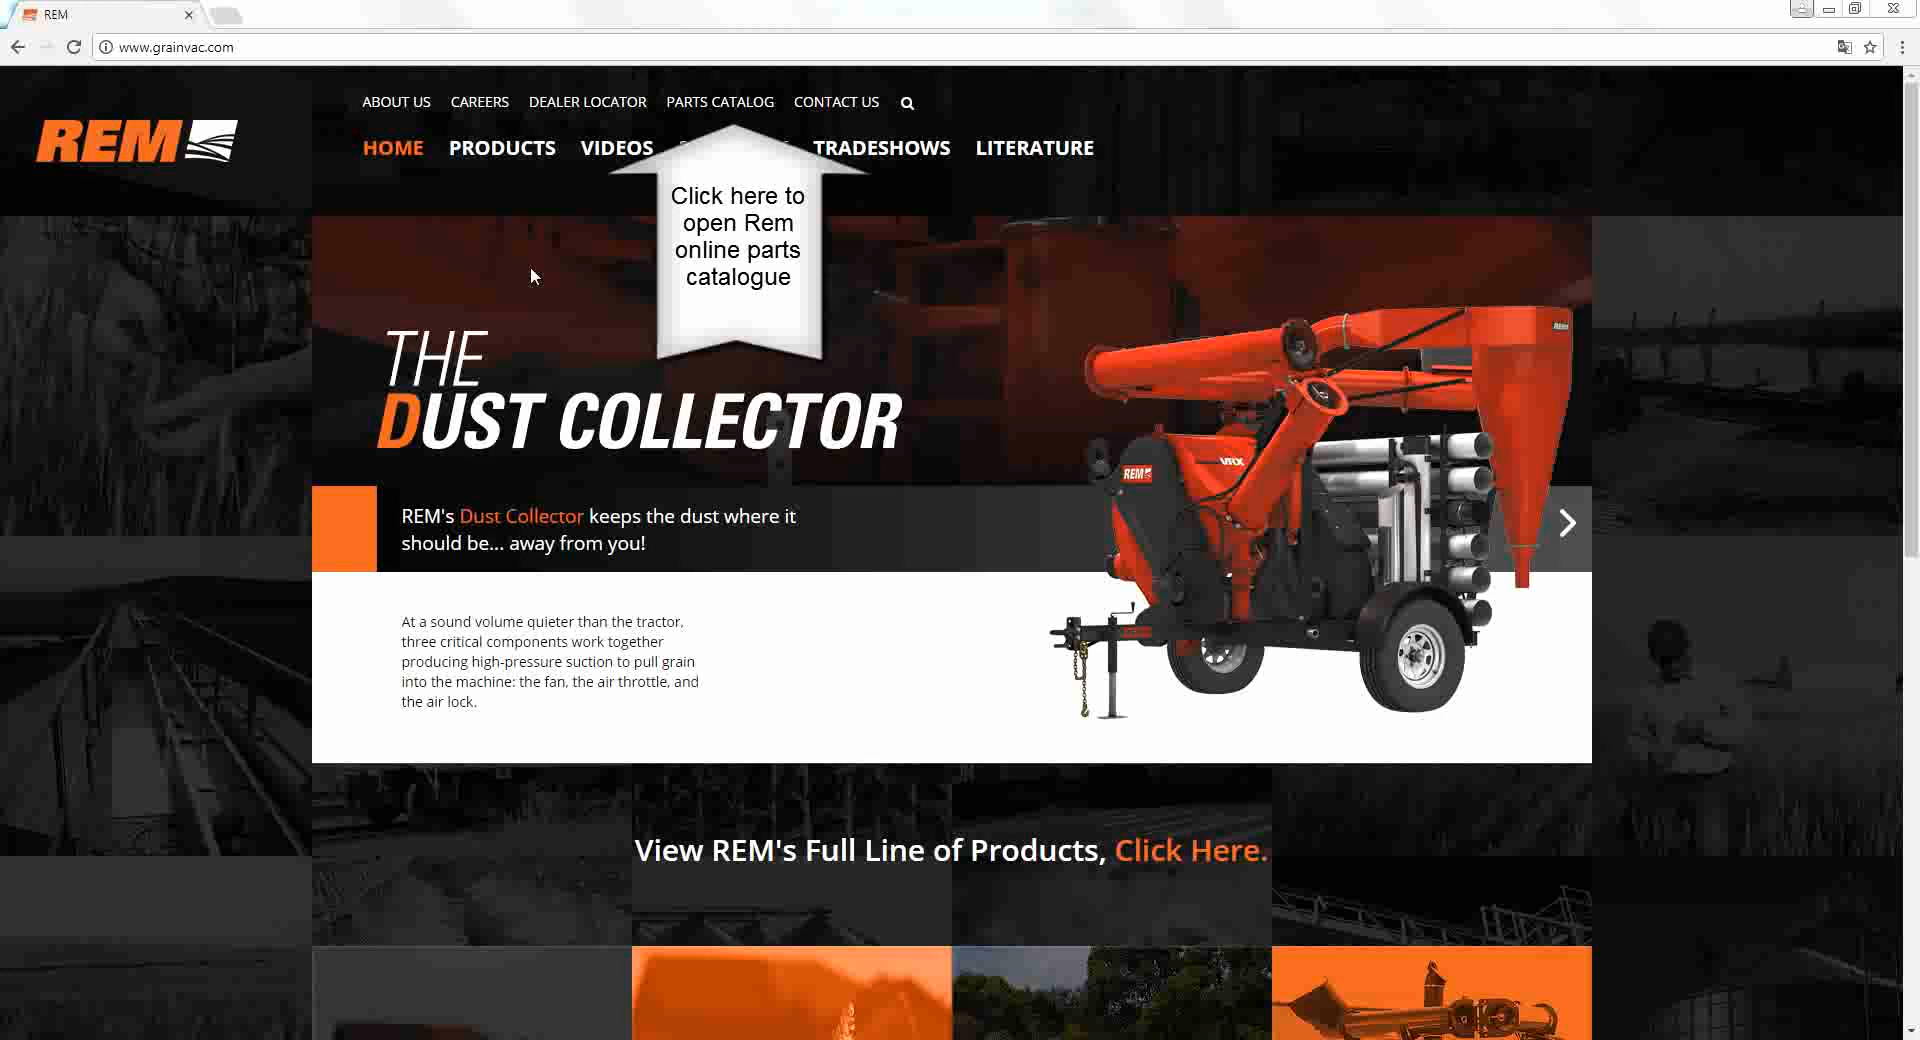 REM
www.grainvac.com
ABOUT US CAREERS DEALER LOCATOR PARTS CATALOG CONTACT US
REM
HOME PRODUCTS VIDEOS TRADESHOWS LITERATURE
Click here to
open Rem
online parts
catalogue
THE
DUST COLLECTOR
REM
VRX
REM
REM's Dust Collector keeps the dust where it
should be... away from you!
At a sound volume quieter than the tractor,
three critical components work together
producing high-pressure suction to pull grain
into the machine: the fan, the air throttle, and
the air lock.
View REM's Full Line of Products, Click Here.